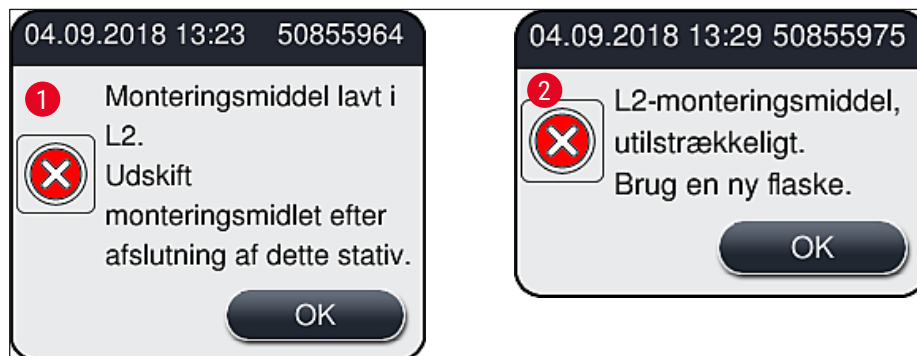 04.09.2018 13:23 50855964
1
Monteringsmiddel lavt i
L2.
Udskift
monteringsmidlet efter
afslutning af dette stativ.
OK
04.09.2018 13:29 50855975
2
L2-monteringsmiddel,
utilstrækkeligt.
Brug en ny flaske.
OK